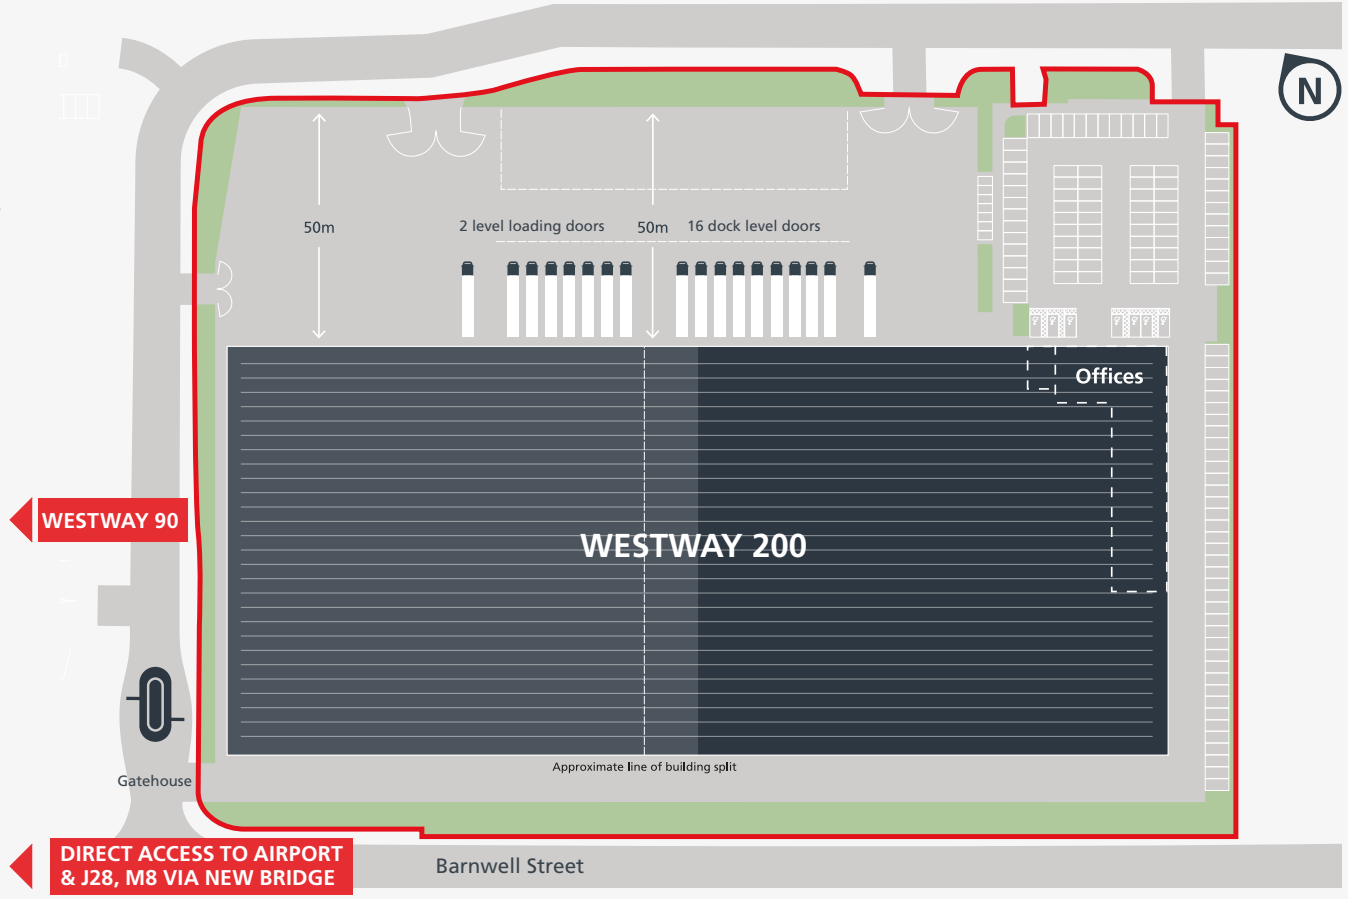 N
50m
2 level loading doors
50m
16 dock level doors
Offices
WESTWAY 90
WESTWAY 200
Approximate line of building split
Gatehouse
DIRECT ACCESS TO AIRPORT
& J28, M8 VIA NEW BRIDGE
Barnwell Street